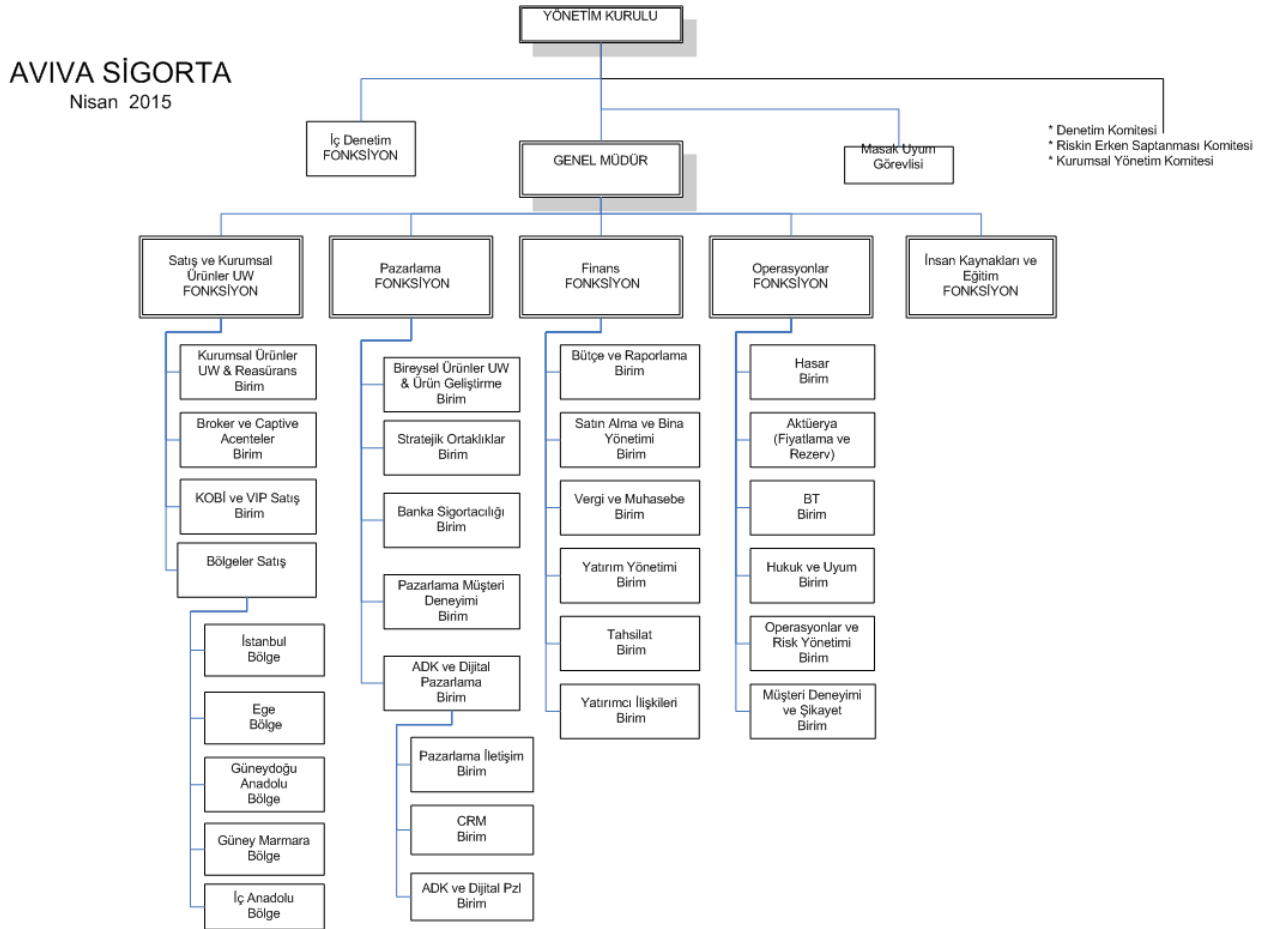 YÖNETİM KURULU
AVIVA SİGORTA
Nisan 2015
İç Denetim
FONKSİYON
GENEL MÜDÜR
Masak Uyum
Görevlisi
* Denetim Komitesi
* Riskin Erken Saptanması Komitesi
* Kurumsal Yönetim Komitesi
Satış ve Kurumsal
Ürünler UW
FONKSİYON
Pazarlama
FONKSİYON
Finans
FONKSİYON
Operasyonlar
FONKSİYON
İnsan Kaynakları ve
Eğitim
FONKSİYON
Kurumsal Ürünler
UW & Reasürans
Birim
Broker ve Captive
Acenteler
Birim
KOBİ ve VIP Satış
Birim
Bölgeler Satış
İstanbul
Bölge
Ege
Bölge
Güneydoğu
Anadolu
Bölge
Güney Marmara
Bölge
İç Anadolu
Bölge
Bireysel Ürünler UW
& Ürün Geliştirme
Birim
Stratejik Ortaklıklar
Birim
Banka Sigortacılığı
Birim
Pazarlama Müşteri
Deneyimi
Birim
ADK ve Dijital
Pazarlama
Birim
Pazarlama İletişim
Birim
CRM
Birim
ADK ve Dijital Pzl
Birim
Bütçe ve Raporlama
Birim
Satın Alma ve Bina
Yönetimi
Birim
Vergi ve Muhasebe
Birim
Yatırım Yönetimi
Birim
Tahsilat
Birim
Yatırımcı İlişkileri
Birim
Hasar
Birim
Aktüerya
(Fiyatlama ve
Rezerv)
BT
Birim
Hukuk ve Uyum
Birim
Operasyonlar ve
Risk Yönetimi
Birim
Müşteri Deneyimi
ve Şikayet
Birim